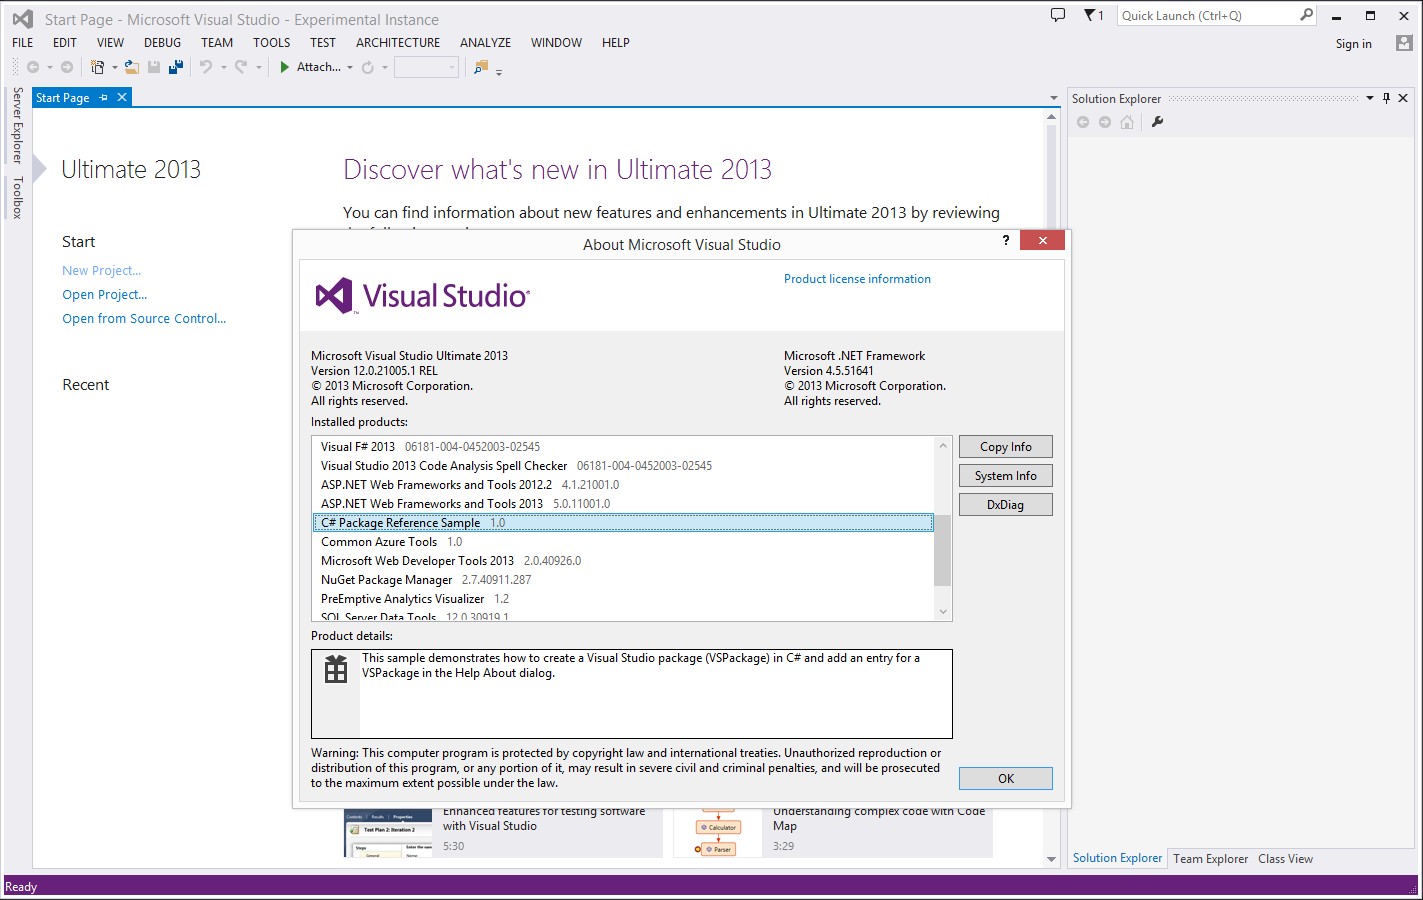 Start Page - Microsoft Visual Studio - Experimental Instance
1
Quick Launch (Ctrl+Q)
FILE EDIT VIEW DEBUG TEAM TOOLS TEST ARCHITECTURE ANALYZE WINDOW HELP
Sign in
Attach...
Server Explorer
Toolbox
Start Page
Solution Explorer
Ultimate 2013
Discover what's new in Ultimate 2013
You can find information about new features and enhancements in Ultimate 2013 by reviewing
Start
New Project...
Open Project...
Open from Source Control...
Recent
About Microsoft Visual Studio
?
Visual Studio
Product license information
Microsoft Visual Studio Ultimate 2013
Version 12.0.21005.1 REL
© 2013 Microsoft Corporation.
All rights reserved.
Microsoft .NET Framework
Version 4.5.51641
© 2013 Microsoft Corporation.
All rights reserved.
Installed products:
Visual F# 2013 06181-004-0452003-02545
Visual Studio 2013 Code Analysis Spell Checker 06181-004-0452003-02545
ASP.NET Web Frameworks and Tools 2012.2 4.1.21001.0
ASP.NET Web Frameworks and Tools 2013 5.0.11001.0
C# Package Reference Sample 1.0
Common Azure Tools 1.0
Microsoft Web Developer Tools 2013 2.0.40926.0
NuGet Package Manager 2.7.40911.287
PreEmptive Analytics Visualizer 1.2
SQL Server Data Tools 12.0.30919.1
Copy Info
System Info
DxDiag
Product details:
This sample demonstrates how to create a Visual Studio package (VSPackage) in C# and add an entry for a
VSPackage in the Help About dialog.
Warning: This computer program is protected by copyright law and international treaties. Unauthorized reproduction or
distribution of this program, or any portion of it, may result in severe civil and criminal penalties, and will be prosecuted
to the maximum extent possible under the law.
OK
Contents Results Properties
Test Plan 2: Iteration 2
Steps
General
Enhanced features for testing software
with Visual Studio
5:30
Calculator
Parser
Understanding complex code with Code
Map
3:29
Solution Explorer Team Explorer Class View
Ready